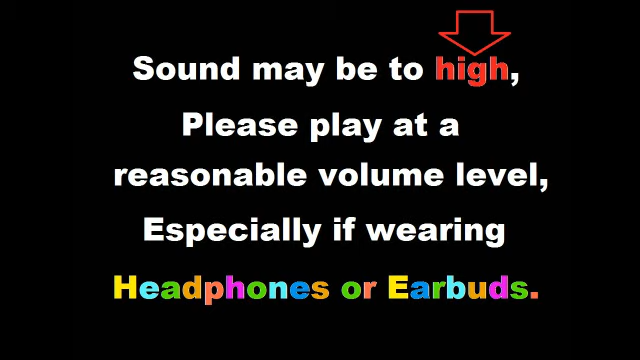 Sound may be to high,
Please play at a
reasonable volume level,
Especially if wearing
Headphones or Earbuds.